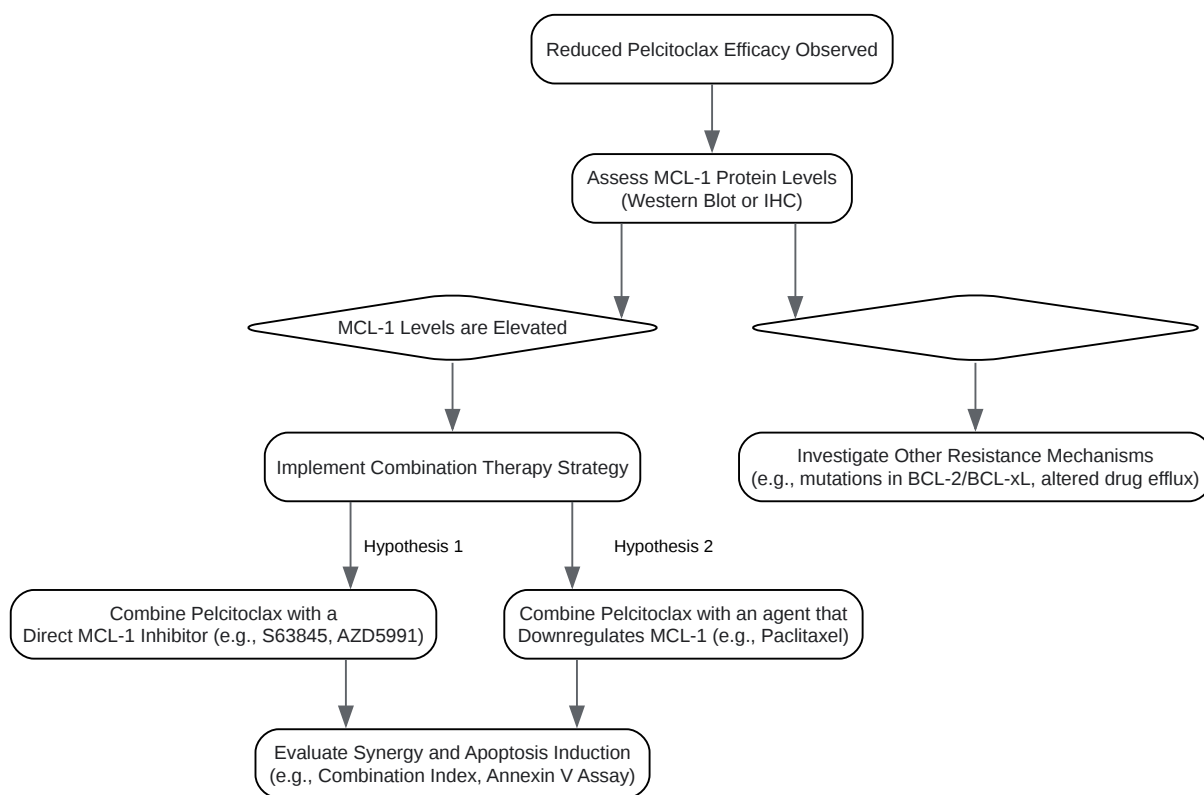 Reduced Pelcitoclax Efficacy Observed
Assess MCL-1 Protein Levels
(Western Blot or IHC)
MCL-1 Levels are Elevated
Implement Combination Therapy Strategy
Investigate Other Resistance Mechanisms
(e.g., mutations in BCL-2/BCL-xL, altered drug efflux)
Hypothesis 1
Hypothesis 2
Combine Pelcitoclax with a
Direct MCL-1 Inhibitor (e.g., S63845, AZD5991)
Combine Pelcitoclax with an agent that
Downregulates MCL-1 (e.g., Paclitaxel)
Evaluate Synergy and Apoptosis Induction
(e.g., Combination Index, Annexin V Assay)